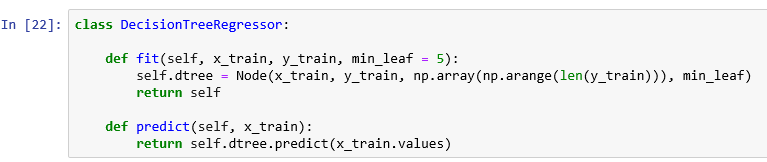 In [22]: class DecisionTreeRegressor:
def fit(self, x_train, y_train, min_leaf = 5):
self.dtree = Node(x_train, y_train, np.array(np.arange(len(y_train))), min_leaf)
return self
def predict(self, x_train):
return self.dtree.predict(x_train.values)